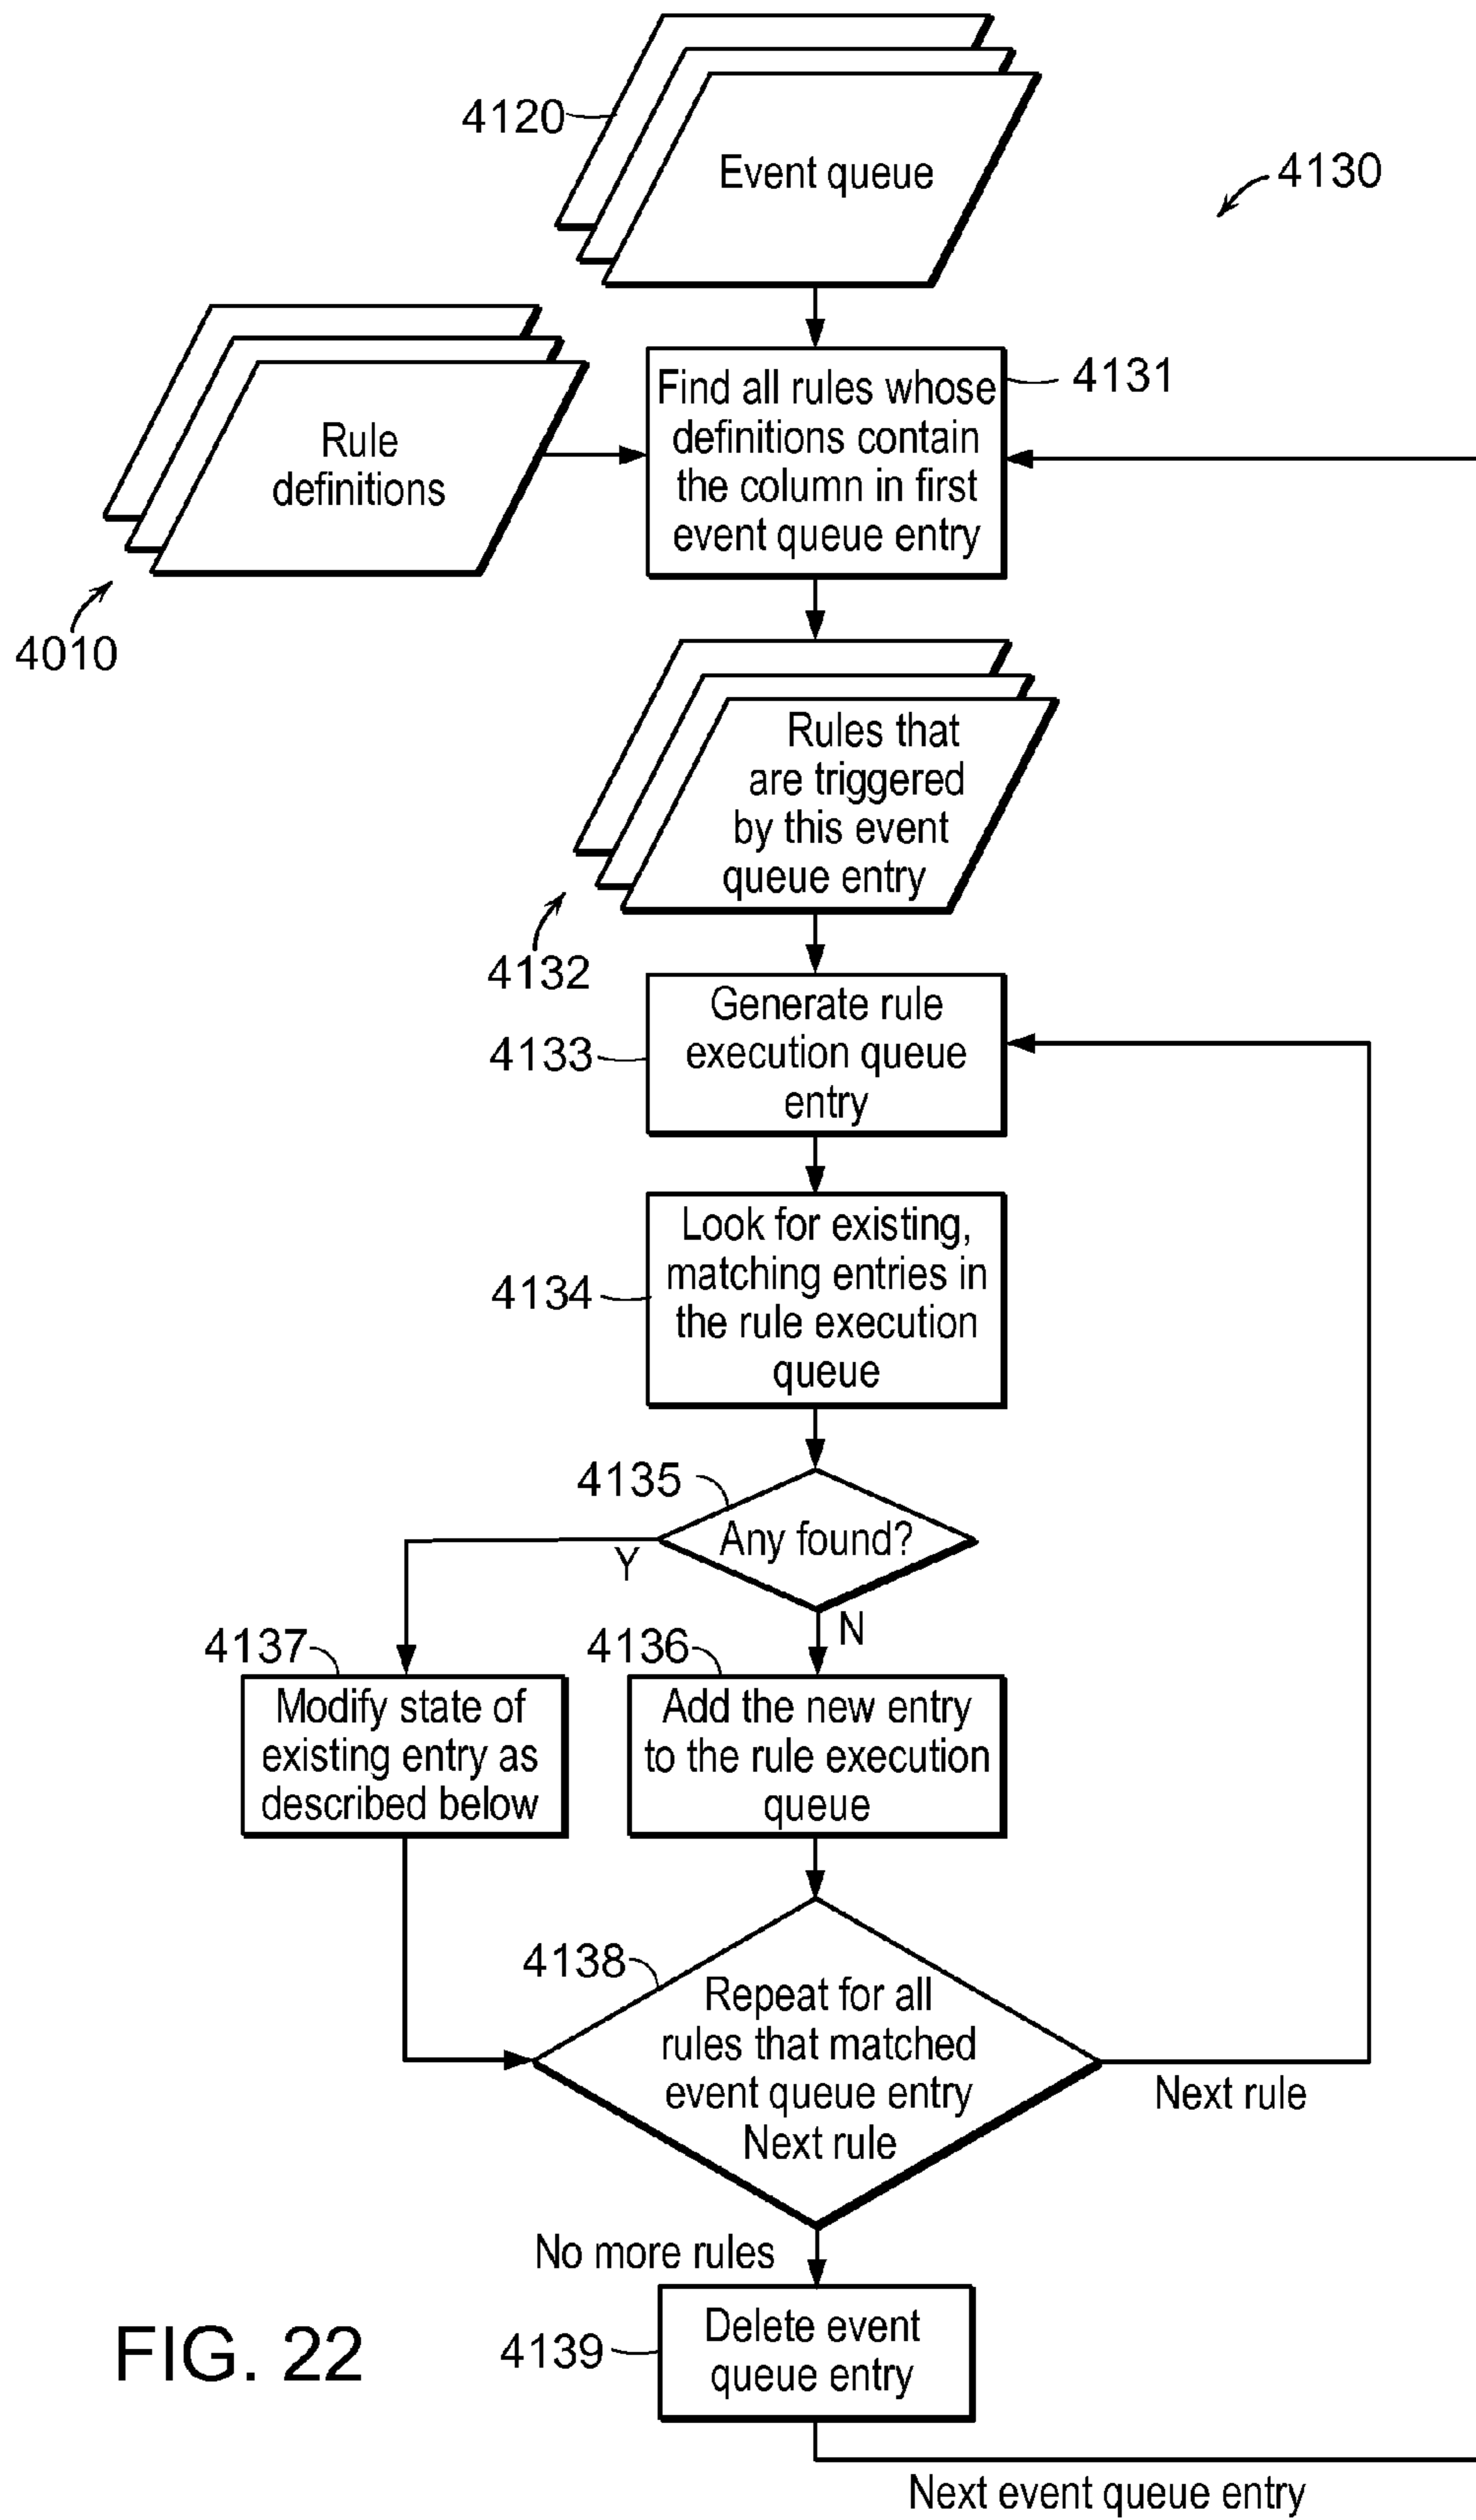 4120
Event queue
4130
Rule
definitions
4010
Find all rules whose
definitions contain
the column in first
event queue entry
4131
Rules that
are triggered
by this event
queue entry
4132
Generate rule
execution queue
entry
4133
Look for existing,
matching entries in
the rule execution
queue
4134
4135
Any found?
Y
N
4137
Modify state of
existing entry as
described below
4136
Add the new entry
to the rule execution
queue
4138
Repeat for all
rules that matched
event queue entry
Next rule
Next rule
No more rules
Delete event
queue entry
4139
FIG. 22
Next event queue entry